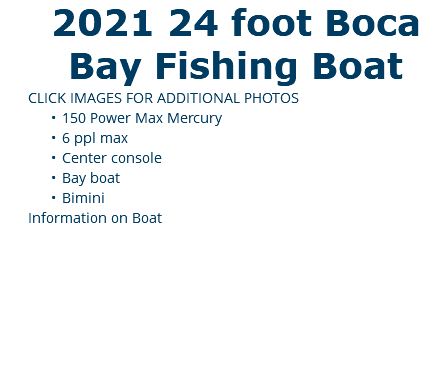 2021 24 foot Boca
Bay Fishing Boat
CLICK IMAGES FOR ADDITIONAL PHOTOS
• 150 Power Max Mercury
• 6 ppl max
• Center console
• Bay boat
• Bimini
Information on Boat